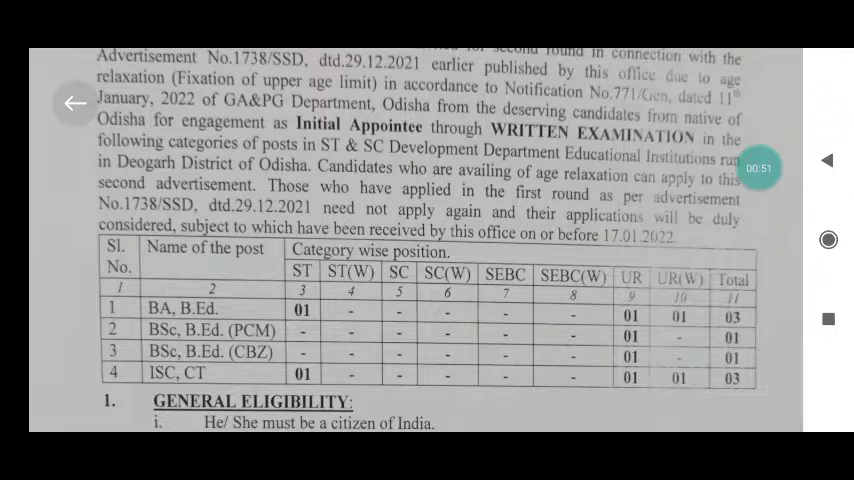 second round in connection with the
Advertisement No.1738/SSD, dtd.29.12.2021 earlier published by this office due to age
relaxation (Fixation of upper age limit) in accordance to Notification No.771/Gen, dated 11th
January, 2022 of GA&PG Department, Odisha from the deserving candidates from native of
Odisha for engagement as Initial Appointee through WRITTEN EXAMINATION in the
following categories of posts in ST & SC Development Department Educational Institutions run
in Deogarh District of Odisha. Candidates who are availing of age relaxation can apply to this
00:51
second advertisement. Those who have applied in the first round as per advertisement
No.1738/SSD, dtd.29.12.2021 need not apply again and their applications will be duly
considered, subject to which have been received by this office on or before 17.01.2022.
Sl. No. Name of the post Category wise position.
ST ST(W) SC SC(W) SEBC SEBC(W) UR UR(W) Total
1 2 3 4 5 6 7 8 9 10 11
1 BA, B.Ed. 01 - - - - - 01 01 03
2 BSc, B.Ed. (PCM) - - - - - - 01 - 01
3 BSc, B.Ed. (CBZ) - - - - - - 01 - 01
4 ISC, CT 01 - - - - - 01 01 03
1. GENERAL ELIGIBILITY:
i. He/ She must be a citizen of India.